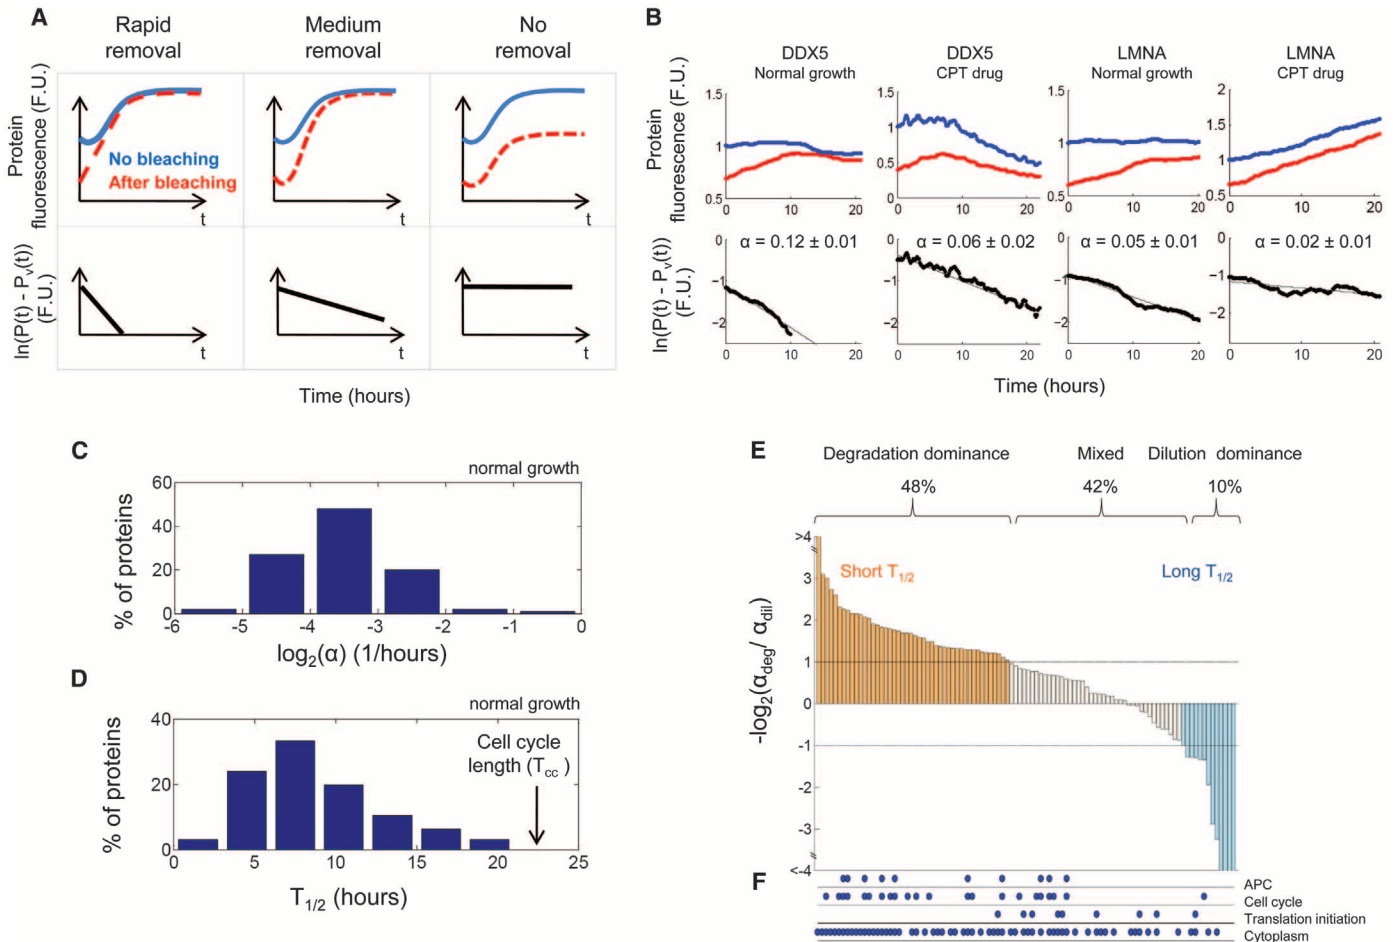 A
Rapid removal
Medium removal
No removal
Protein fluorescence (F.U.)
No bleaching
After bleaching
t
t
t
ln(P(t) - Pᵥ(t)) (F.U.)
t
t
t
Time (hours)
B
DDX5
Normal growth
DDX5
CPT drug
LMNA
Normal growth
LMNA
CPT drug
Protein fluorescence (F.U.)
1.5
1
0.5
0 10 20
1.5
1
0.5
0
0 10 20
1.5
1
0.5
0 10 20
2
1.5
1
0.5
0 10 20
ln(P(t) - Pᵥ(t)) (F.U.)
α = 0.12 ± 0.01
0
−1
−2
0 10 20
α = 0.06 ± 0.02
0
−1
−2
0 10 20
α = 0.05 ± 0.01
0
−1
−2
0 10 20
α = 0.02 ± 0.01
0
−1
−2
0 10 20
Time (hours)
C
normal growth
% of proteins
60
40
20
0
-6 -5 -4 -3 -2 -1 0
log₂(α) (1/hours)
D
normal growth
Cell cycle
length (Tcc )
% of proteins
40
20
0
0 5 10 15 20 25
T1/2 (hours)
E
Degradation dominance Mixed Dilution dominance
48% 42% 10%
Short T1/2
Long T1/2
-log₂(αdeg/ αdil)
>4
3
2
1
0
-1
-2
-3
<-4
F
APC
Cell cycle
Translation initiation
Cytoplasm